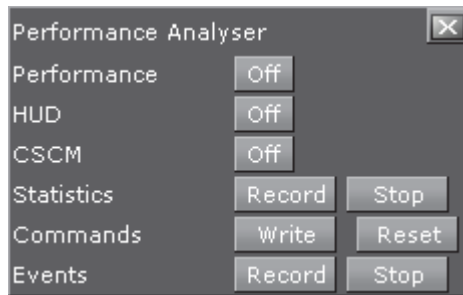 Performance Analyser
Performance Off
HUD Off
CSCM Off
Statistics Record Stop
Commands Write Reset
Events Record Stop